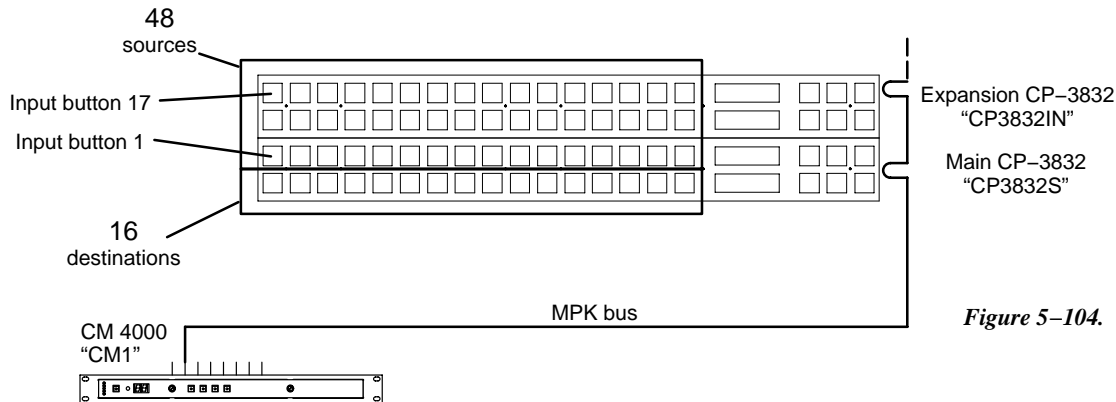 48
sources
Input button 17
Input button 1
Expansion CP–3832
“CP3832IN”
Main CP–3832
“CP3832S”
16
destinations
MPK bus
Figure 5–104.
CM 4000
“CM1”